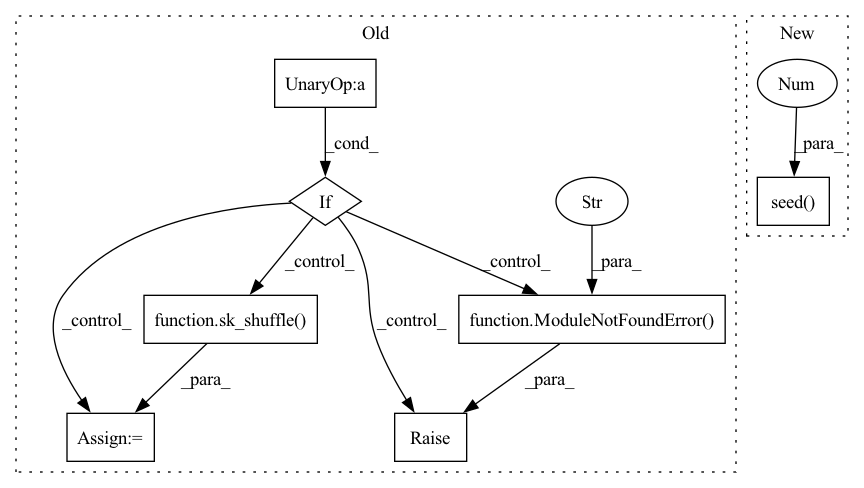 Old
New
UnaryOp:a
Num
_cond_
_para_
If
Str
seed()
_control_
_control_
_para_
_control_
_control_
function.sk_shuffle()
function.ModuleNotFoundError()
_para_
_para_
Assign:=
Raise